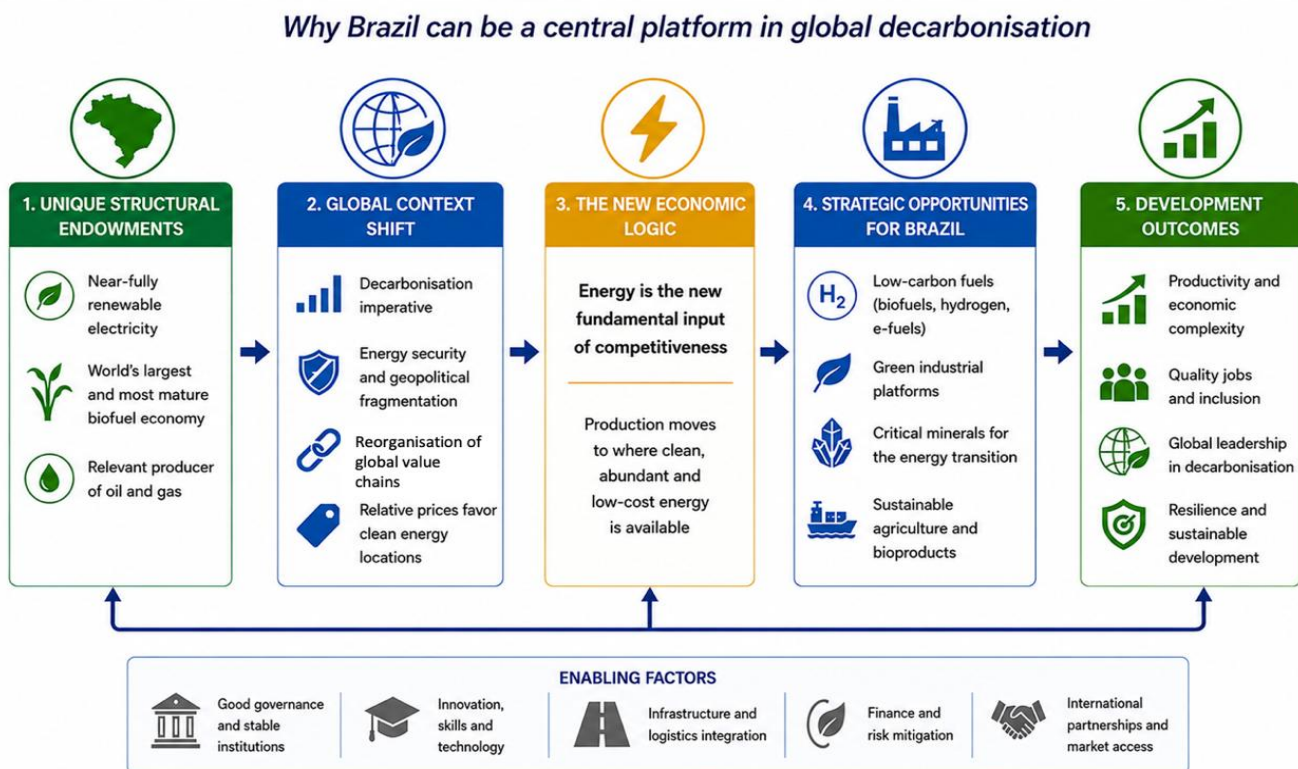 Why Brazil can be a central platform in global decarbonisation
1. UNIQUE STRUCTURAL
ENDOWMENTS
Near-fully
renewable
electricity
World's largest
and most mature
biofuel economy
Relevant producer
of oil and gas
2. GLOBAL CONTEXT
SHIFT
Decarbonisation
imperative
Energy security
and geopolitical
fragmentation
Reorganisation of
global value
chains
Relative prices favor
clean energy
locations
3. THE NEW ECONOMIC
LOGIC
Energy is the new
fundamental input
of competitiveness
Production moves
to where clean,
abundant and
low-cost energy
is available
4. STRATEGIC OPPORTUNITIES
FOR BRAZIL
H₂
Low-carbon fuels
(biofuels, hydrogen,
e-fuels)
Green industrial
platforms
Critical minerals for
the energy transition
Sustainable
agriculture and
bioproducts
5. DEVELOPMENT
OUTCOMES
Productivity and
economic
complexity
Quality jobs
and inclusion
Global leadership
in decarbonisation
Resilience and
sustainable
development
ENABLING FACTORS
Good governance
and stable
institutions
Innovation,
skills and
technology
Infrastructure and
logistics integration
Finance and
risk mitigation
International
partnerships and
market access